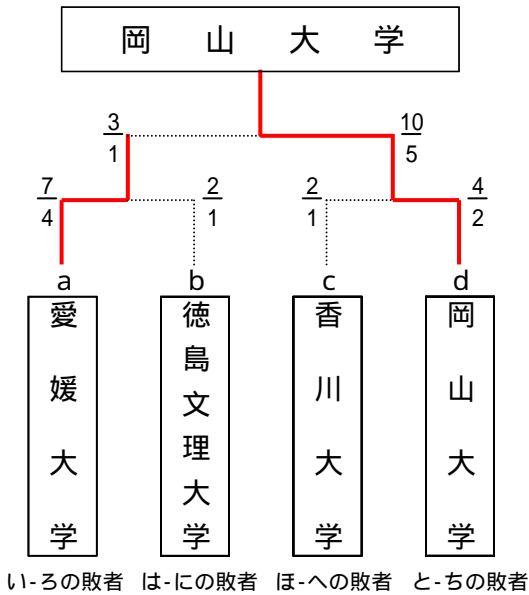 岡山大学
3 10
1 5
7 2 2 4
4 1 1 2
a b c d
愛媛大学
徳島文理大学
香川大学
岡山大学
い-ろの敗者 は-にの敗者 ほ-への敗者 と-ちの敗者